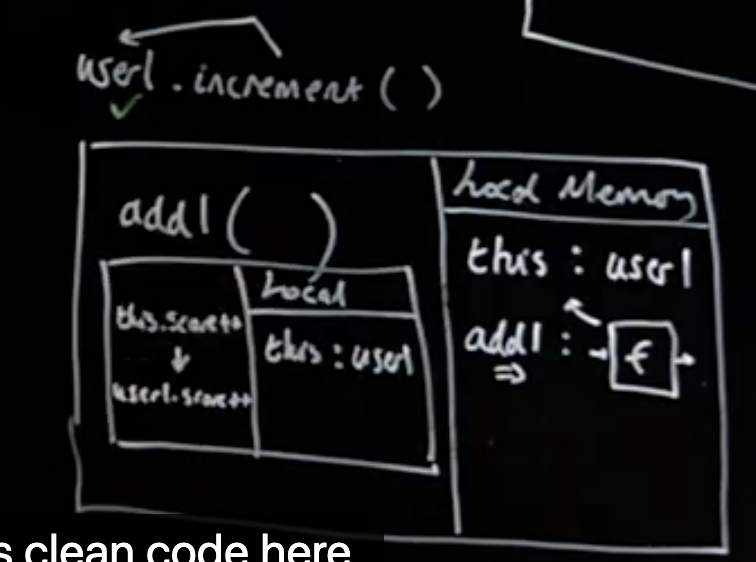 user1.increment( )
add1( )
Local
this.score++
user1.score++
this : user1
Local Memory
this : user1
add1 : f
s clean code here